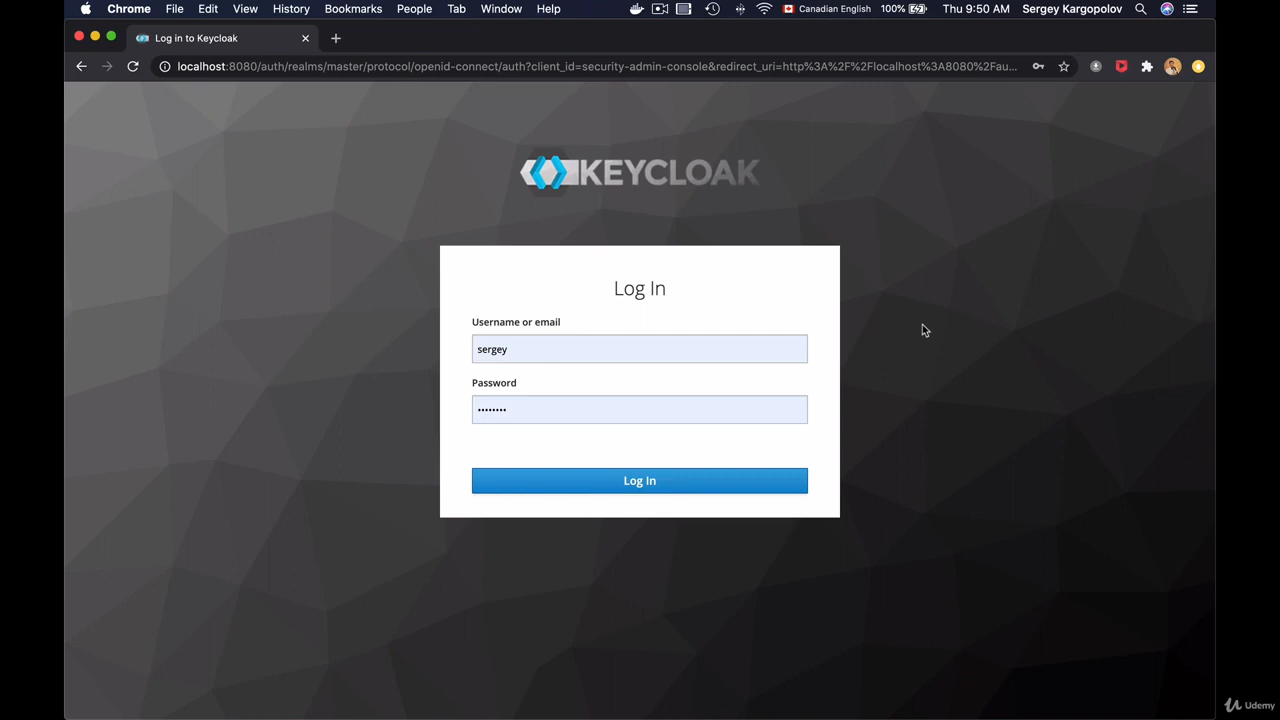 Chrome File Edit View History Bookmarks People Tab Window Help Canadian English 100% Thu 9:50 AM Sergey Kargopolov
Log in to Keycloak
localhost:8080/auth/realms/master/protocol/openid-connect/auth?client_id=security-admin-console&redirect_uri=http%3A%2F%2Flocalhost%3A8080%2Fau...
KEYCLOAK
Log In
Username or email
sergey
Password
••••••••
Log In
Udemy